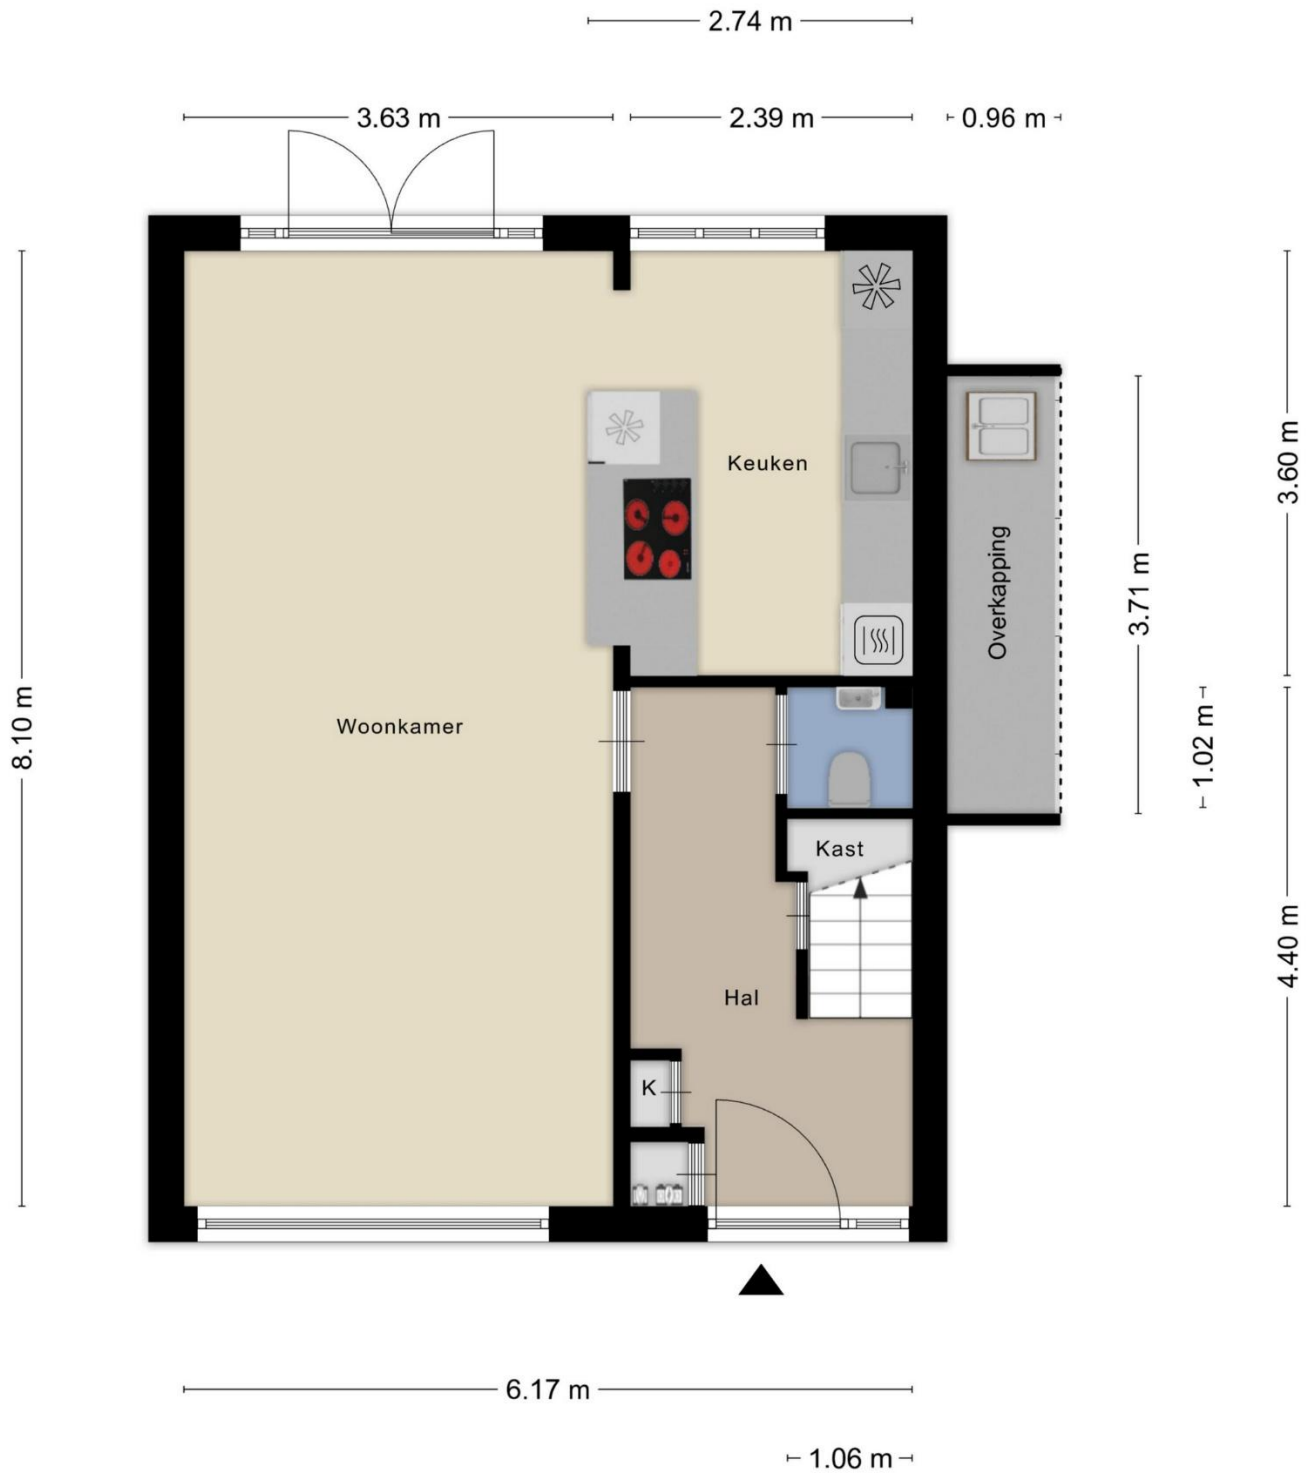 2.74 m
3.63 m
2.39 m
0.96 m
Keuken
3.60 m
Overkapping
3.71 m
8.10 m
Woonkamer
1.02 m
Kast
4.40 m
Hal
K
6.17 m
1.06 m